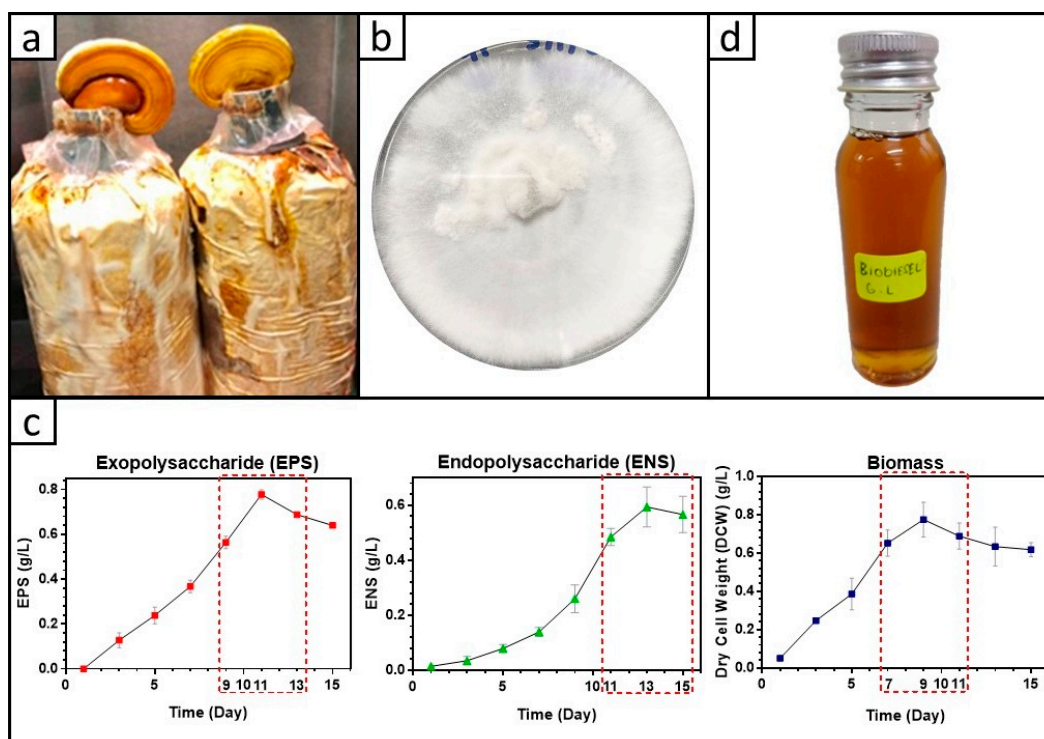 a
b
d
BIODIESEL
G-L
c
Exopolysaccharide (EPS)
EPS (g/L)
0.8
0.6
0.4
0.2
0.0
0 5 9 10 11 13 15
Time (Day)
Endopolysaccharide (ENS)
ENS (g/L)
0.6
0.4
0.2
0.0
0 5 10 11 13 15
Time (Day)
Biomass
Dry Cell Weight (DCW) (g/L)
1.0
0.8
0.6
0.4
0.2
0.0
0 5 7 9 10 11 15
Time (Day)